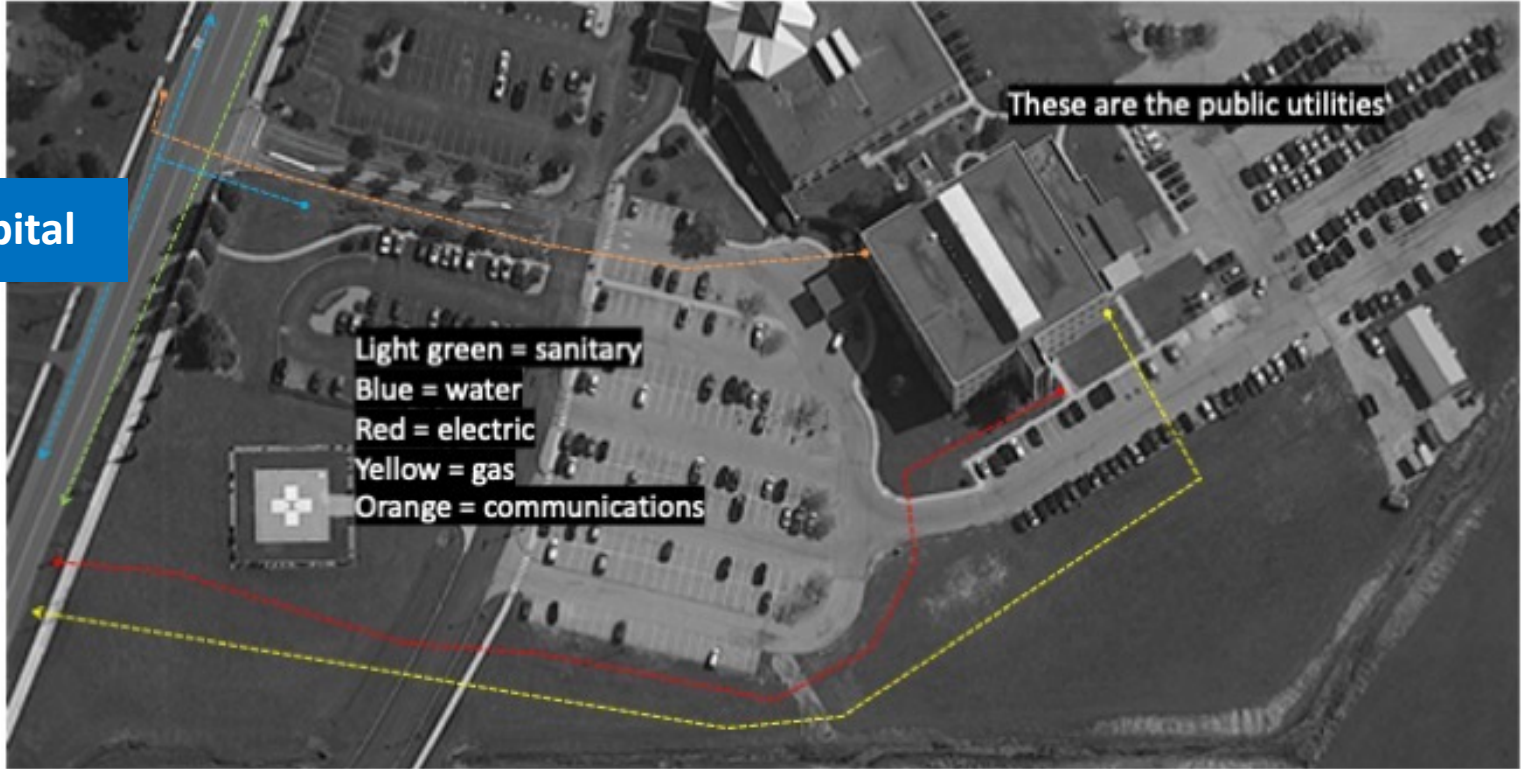 These are the public utilities
pital
Light green = sanitary
Blue = water
Red = electric
Yellow = gas
Orange = communications